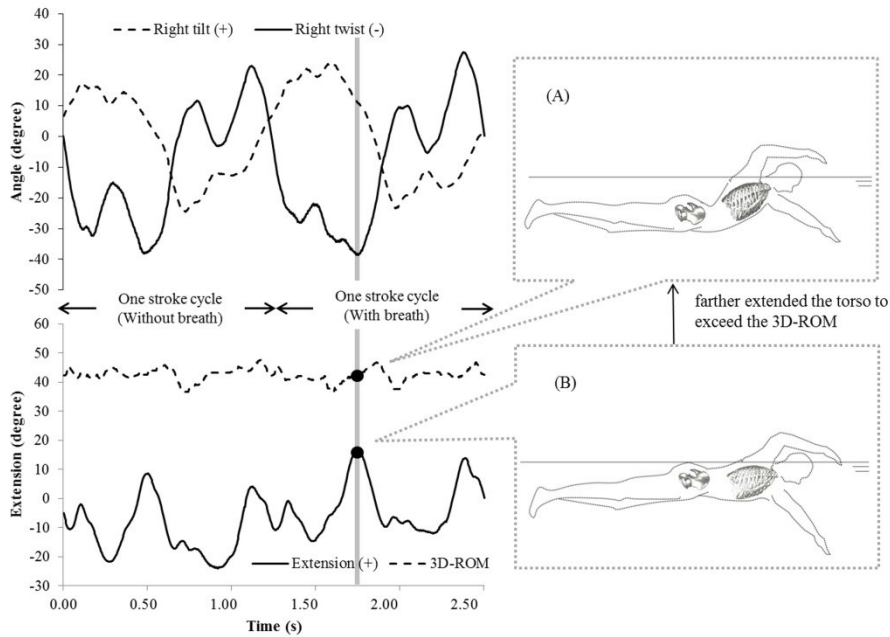 40
30
20
10
0
-10
-20
-30
-40
-50
Angle (degree)
Right tilt (+) Right twist (-)
One stroke cycle
(Without breath)
One stroke cycle
(With breath)
60
50
40
30
20
10
0
-10
-20
-30
Extension (degree)
Extension (+) 3D-ROM
0.00 0.50 1.00 1.50 2.00 2.50
Time (s)
(A)
farther extended the torso to
exceed the 3D-ROM
(B)